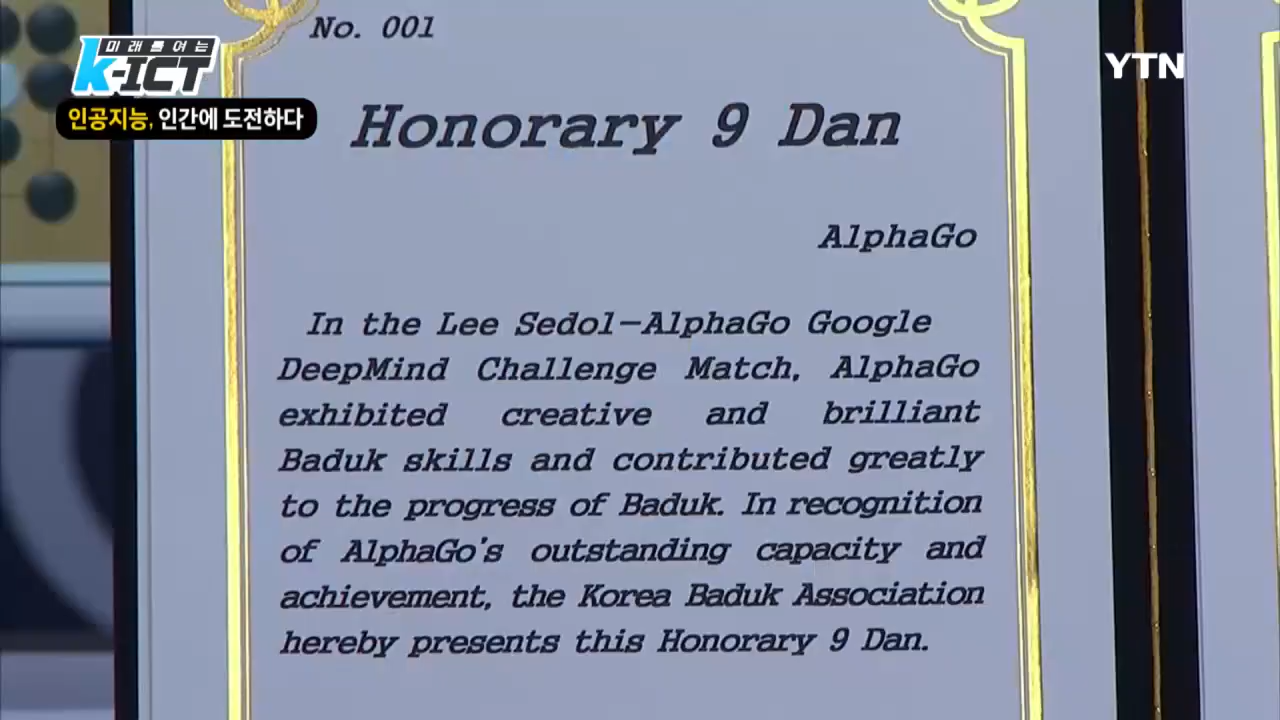 No. 001
미래를여는
K-ICT
YTN
인공지능, 인간에 도전하다
Honorary 9 Dan
AlphaGo
In the Lee Sedol-AlphaGo Google
DeepMind Challenge Match, AlphaGo
exhibited creative and brilliant
Baduk skills and contributed greatly
to the progress of Baduk. In recognition
of AlphaGo's outstanding capacity and
achievement, the Korea Baduk Association
hereby presents this Honorary 9 Dan.